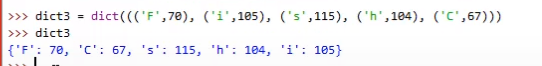 >>> dict3 = dict((('F',70), ('i',105), ('s',115), ('h',104), ('C',67)))
>>> dict3
{'F': 70, 'C': 67, 's': 115, 'h': 104, 'i': 105}